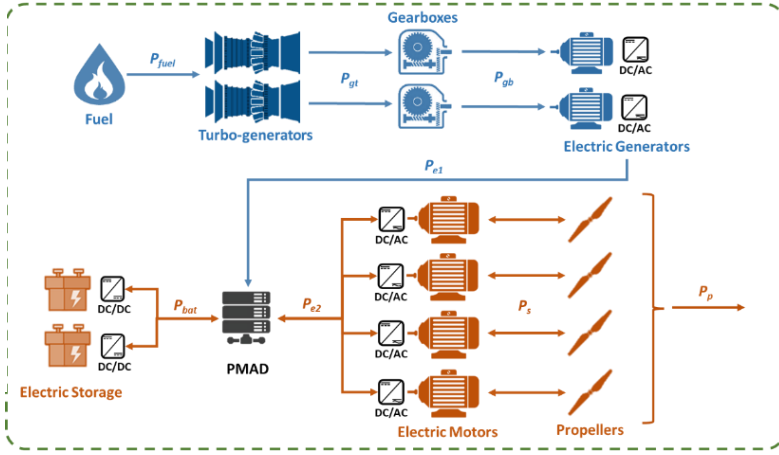 Gearboxes
P_fuel
P_gt
P_gb
DC/AC
Fuel
Turbo-generators
DC/AC
Electric Generators
P_e1
DC/AC
DC/DC
P_bat
P_e2
DC/AC
P_s
P_p
DC/DC
PMAD
DC/AC
Electric Storage
DC/AC
Electric Motors
Propellers